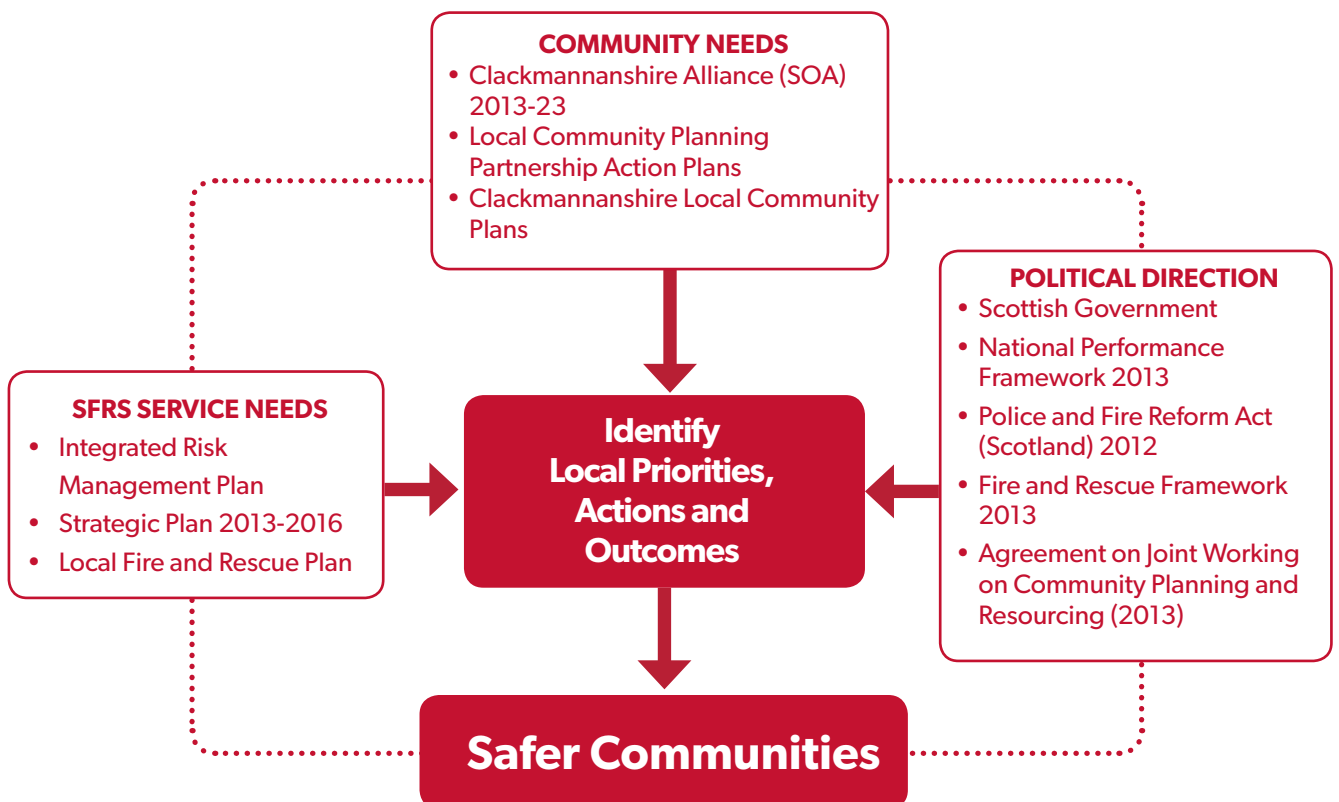 COMMUNITY NEEDS
• Clackmannanshire Alliance (SOA)
2013-23
• Local Community Planning
Partnership Action Plans
• Clackmannanshire Local Community
Plans
SFRS SERVICE NEEDS
• Integrated Risk
Management Plan
• Strategic Plan 2013-2016
• Local Fire and Rescue Plan
Identify
Local Priorities,
Actions and
Outcomes
POLITICAL DIRECTION
• Scottish Government
• National Performance
Framework 2013
• Police and Fire Reform Act
(Scotland) 2012
• Fire and Rescue Framework
2013
• Agreement on Joint Working
on Community Planning and
Resourcing (2013)
Safer Communities